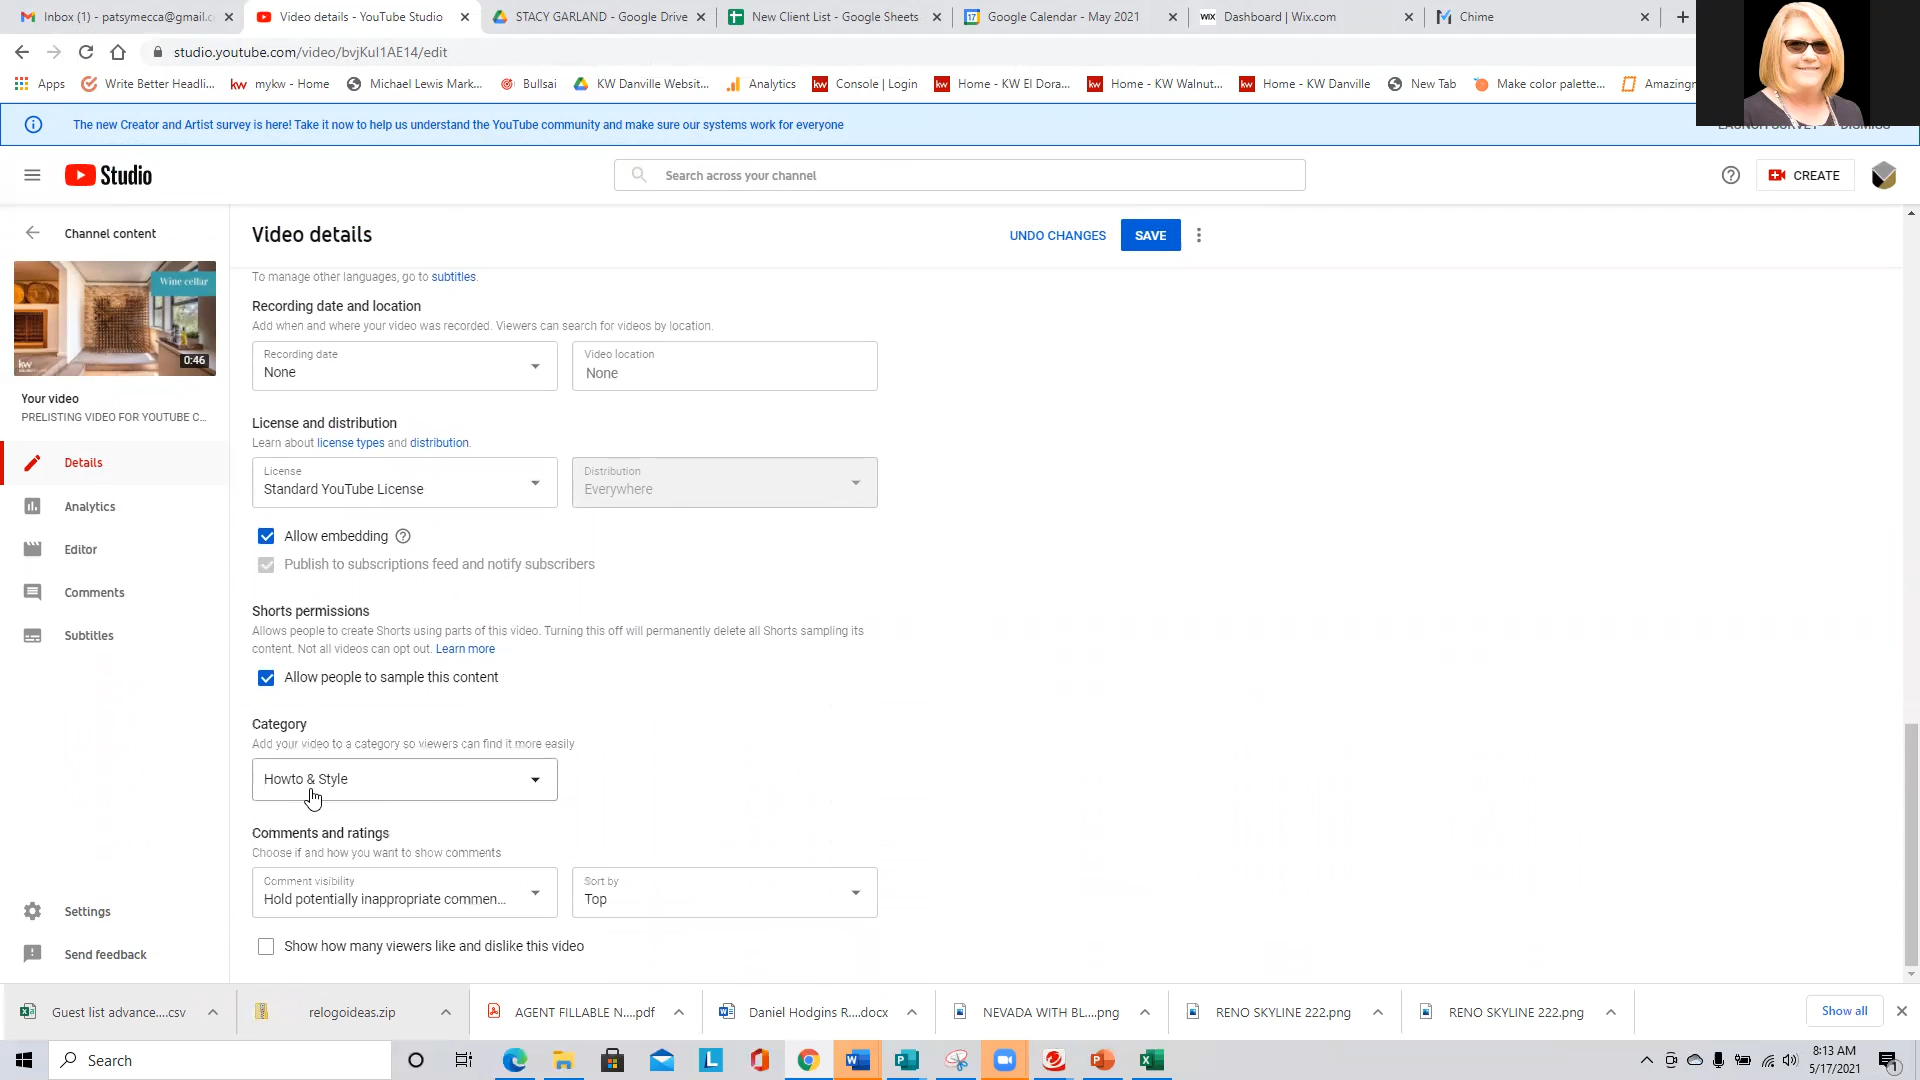 Inbox (1) - patsymecca@gmail.c
Video details - YouTube Studio
STACY GARLAND - Google Drive
New Client List - Google Sheets
Google Calendar - May 2021
WIX Dashboard | Wix.com
Chime
studio.youtube.com/video/bvjKuI1AE14/edit
Apps
Write Better Headli...
kw mykw - Home
Michael Lewis Mark...
Bullsai
KW Danville Websit...
Analytics
kw Console | Login
kw Home - KW El Dora...
kw Home - KW Walnut...
kw Home - KW Danville
New Tab
Make color palette...
Amazing
The new Creator and Artist survey is here! Take it now to help us understand the YouTube community and make sure our systems work for everyone
Studio
Search across your channel
CREATE
Channel content
Video details
UNDO CHANGES
SAVE
Wine cellar
kw
0:46
Your video
PRELISTING VIDEO FOR YOUTUBE C...
Details
Analytics
Editor
Comments
Subtitles
Settings
Send feedback
To manage other languages, go to subtitles.
Recording date and location
Add when and where your video was recorded. Viewers can search for videos by location.
Recording date
None
Video location
None
License and distribution
Learn about license types and distribution.
License
Standard YouTube License
Distribution
Everywhere
Allow embedding
Publish to subscriptions feed and notify subscribers
Shorts permissions
Allows people to create Shorts using parts of this video. Turning this off will permanently delete all Shorts sampling its
content. Not all videos can opt out. Learn more
Allow people to sample this content
Category
Add your video to a category so viewers can find it more easily
Howto & Style
Comments and ratings
Choose if and how you want to show comments
Comment visibility
Hold potentially inappropriate commen...
Sort by
Top
Show how many viewers like and dislike this video
Guest list advance....csv
relogoideas.zip
AGENT FILLABLE N....pdf
Daniel Hodgins R....docx
NEVADA WITH BL....png
RENO SKYLINE 222.png
RENO SKYLINE 222.png
Show all
Search
8:13 AM
5/17/2021